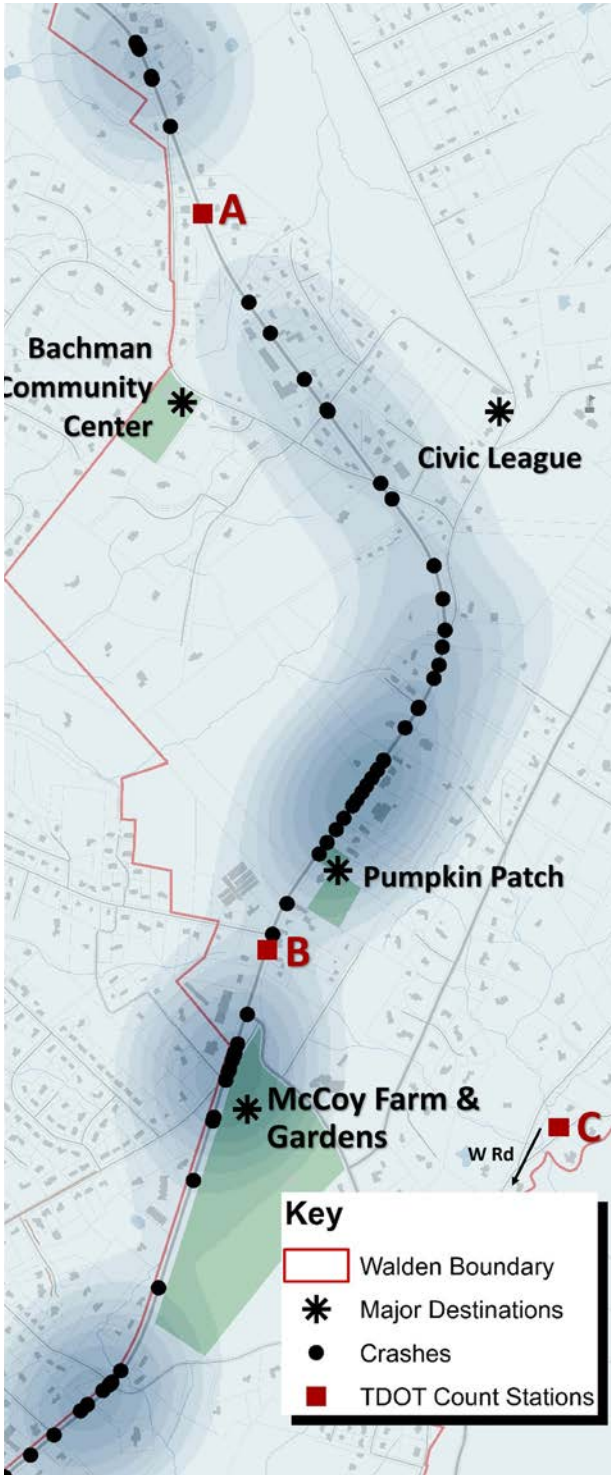 A
Bachman
Community
Center
Civic League
Pumpkin Patch
B
McCoy Farm &
Gardens
C
W Rd
Key
Walden Boundary
Major Destinations
Crashes
TDOT Count Stations